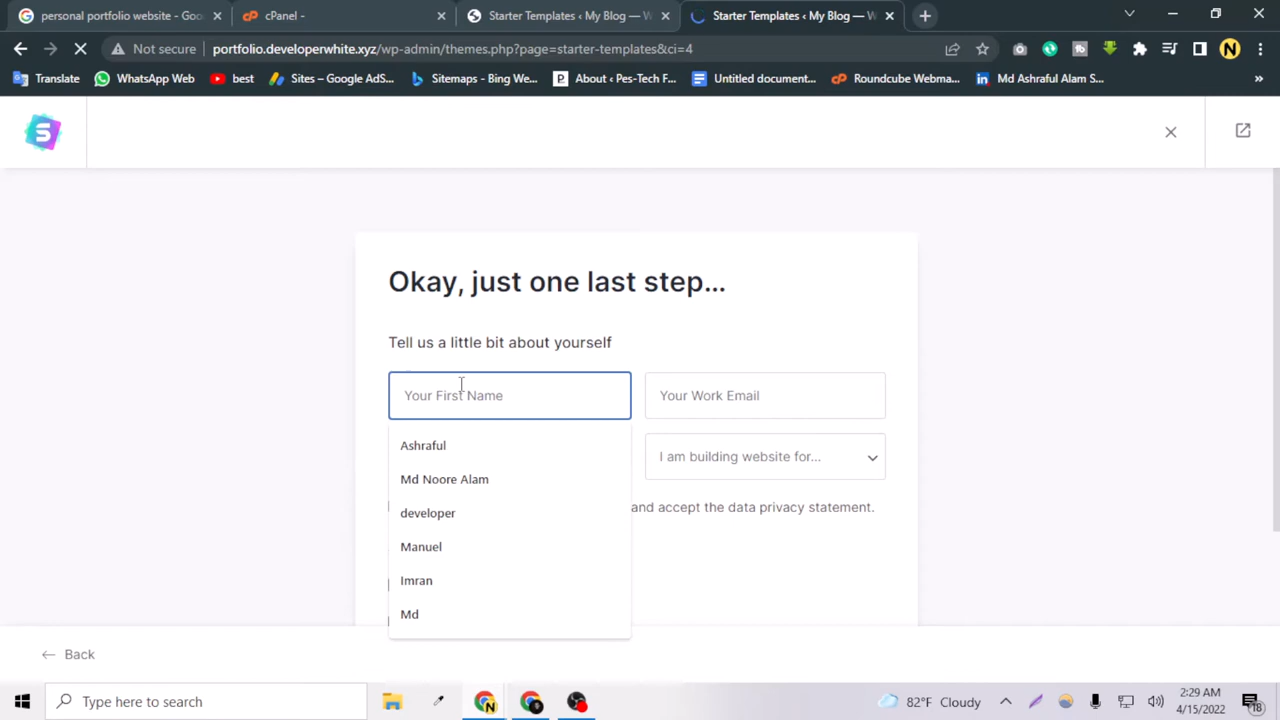 personal portfolio website - Goo
cPanel -
Starter Templates ‹ My Blog — W
Starter Templates ‹ My Blog — W
Not secure
portfolio.developerwhite.xyz/wp-admin/themes.php?page=starter-templates&ci=4
N
Translate
WhatsApp Web
best
Sites – Google AdS...
Sitemaps - Bing We...
About ‹ Pes-Tech F...
Untitled document...
Roundcube Webma...
Md Ashraful Alam S...
»
Okay, just one last step...
Tell us a little bit about yourself
Your First Name
Your Work Email
Ashraful
I am building website for...
Md Noore Alam
and accept the data privacy statement.
developer
Manuel
Imran
Md
Back
Type here to search
82°F Cloudy
2:29 AM
4/15/2022
18